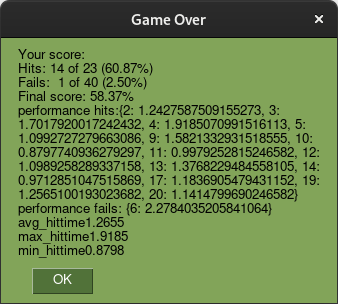 Game Over
×
Your score:
Hits: 14 of 23 (60.87%)
Fails:  1 of 40 (2.50%)
Final score: 58.37%
performance hits:{2: 1.2427587509155273, 3:
1.7017920017242432, 4: 1.9185070991516113, 5:
1.0992727279663086, 9: 1.5821332931518555, 10:
0.8797740936279297, 11: 0.9979252815246582, 12:
1.0989258289337158, 13: 1.3768229484558105, 14:
0.9712851047515869, 17: 1.1836905479431152, 19:
1.2565100193023682, 20: 1.1414799690246582}
performance fails: {6: 2.2784035205841064}
avg_hittime1.2655
max_hittime1.9185
min_hittime0.8798
OK